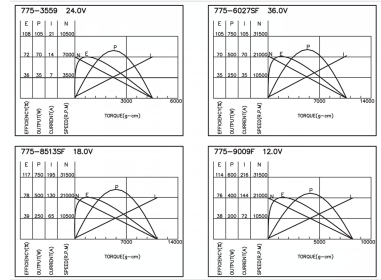 775-3559 24.0V
E P I N
108 105 21 10500
72 70 14 7000
36 35 7 3500
EFFICIENCY(%)
OUTPUT(W)
CURRENT(A)
SPEED(R.P.M)
N E P L
3000 6000
TORQUE(g-cm)
775-6027SF 36.0V
E P I N
105 750 105 31500
70 500 70 21000
35 250 35 10500
EFFICIENCY(%)
OUTPUT(W)
CURRENT(A)
SPEED(R.P.M)
N E P L
7000 14000
TORQUE(g-cm)
775-8513SF 18.0V
E P I N
117 750 195 31500
78 500 130 21000
39 250 65 10500
EFFICIENCY(%)
OUTPUT(W)
CURRENT(A)
SPEED(R.P.M)
N E P L
7000 14000
TORQUE(g-cm)
775-9009F 12.0V
E P I N
114 600 216 31500
76 400 144 21000
38 200 72 10500
EFFICIENCY(%)
OUTPUT(W)
CURRENT(A)
SPEED(R.P.M)
N E P L
5000 10000
TORQUE(g-cm)